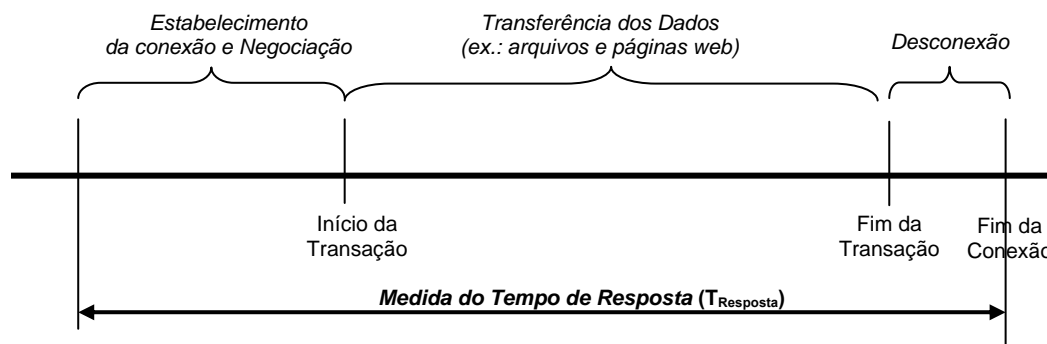 Estabelecimento
da conexão e Negociação
Transferência dos Dados
(ex.: arquivos e páginas web)
Desconexão
Início da
Transação
Fim da
Transação
Fim da
Conexão
Medida do Tempo de Resposta (TResposta)